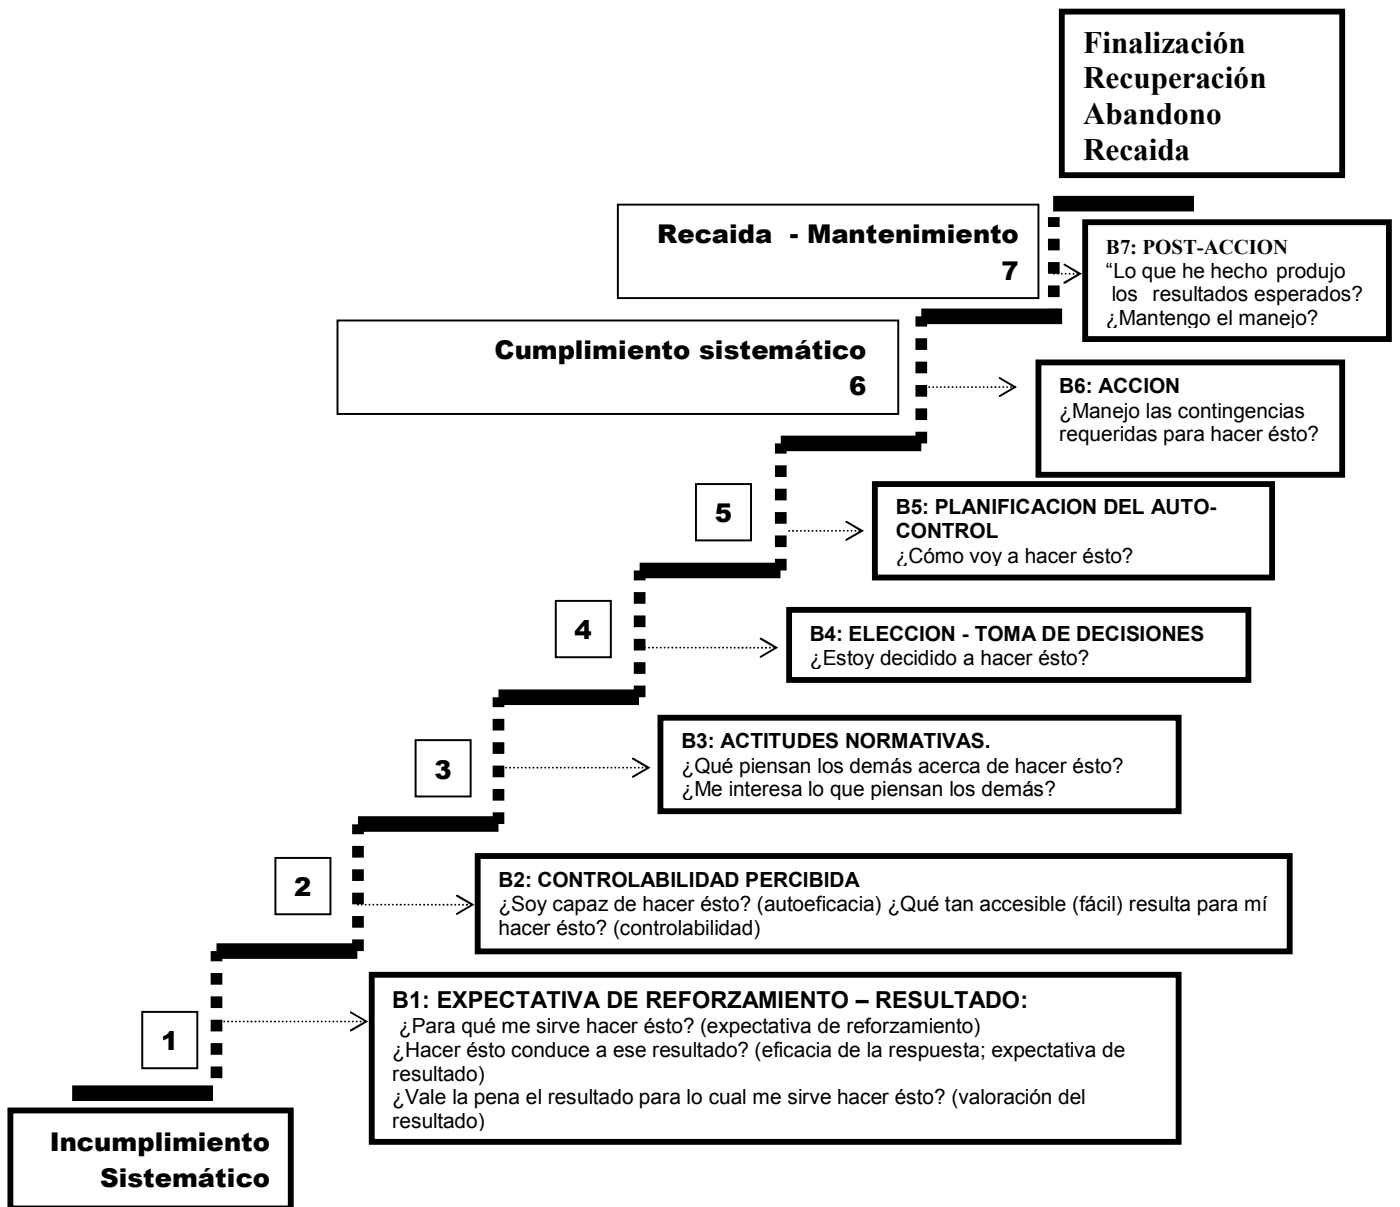 Finalización
Recuperación
Abandono
Recaida
Recaida - Mantenimiento
7
B7: POST-ACCION
“Lo que he hecho produjo
los resultados esperados?
¿Mantengo el manejo?
Cumplimiento sistemático
6
B6: ACCION
¿Manejo las contingencias
requeridas para hacer ésto?
5
B5: PLANIFICACION DEL AUTO-
CONTROL
¿Cómo voy a hacer ésto?
4
B4: ELECCION - TOMA DE DECISIONES
¿Estoy decidido a hacer ésto?
3
B3: ACTITUDES NORMATIVAS.
¿Qué piensan los demás acerca de hacer ésto?
¿Me interesa lo que piensan los demás?
2
B2: CONTROLABILIDAD PERCIBIDA
¿Soy capaz de hacer ésto? (autoeficacia) ¿Qué tan accesible (fácil) resulta para mí
hacer ésto? (controlabilidad)
1
B1: EXPECTATIVA DE REFORZAMIENTO – RESULTADO:
¿Para qué me sirve hacer ésto? (expectativa de reforzamiento)
¿Hacer ésto conduce a ese resultado? (eficacia de la respuesta; expectativa de
resultado)
¿Vale la pena el resultado para lo cual me sirve hacer ésto? (valoración del
resultado)
Incumplimiento
Sistemático